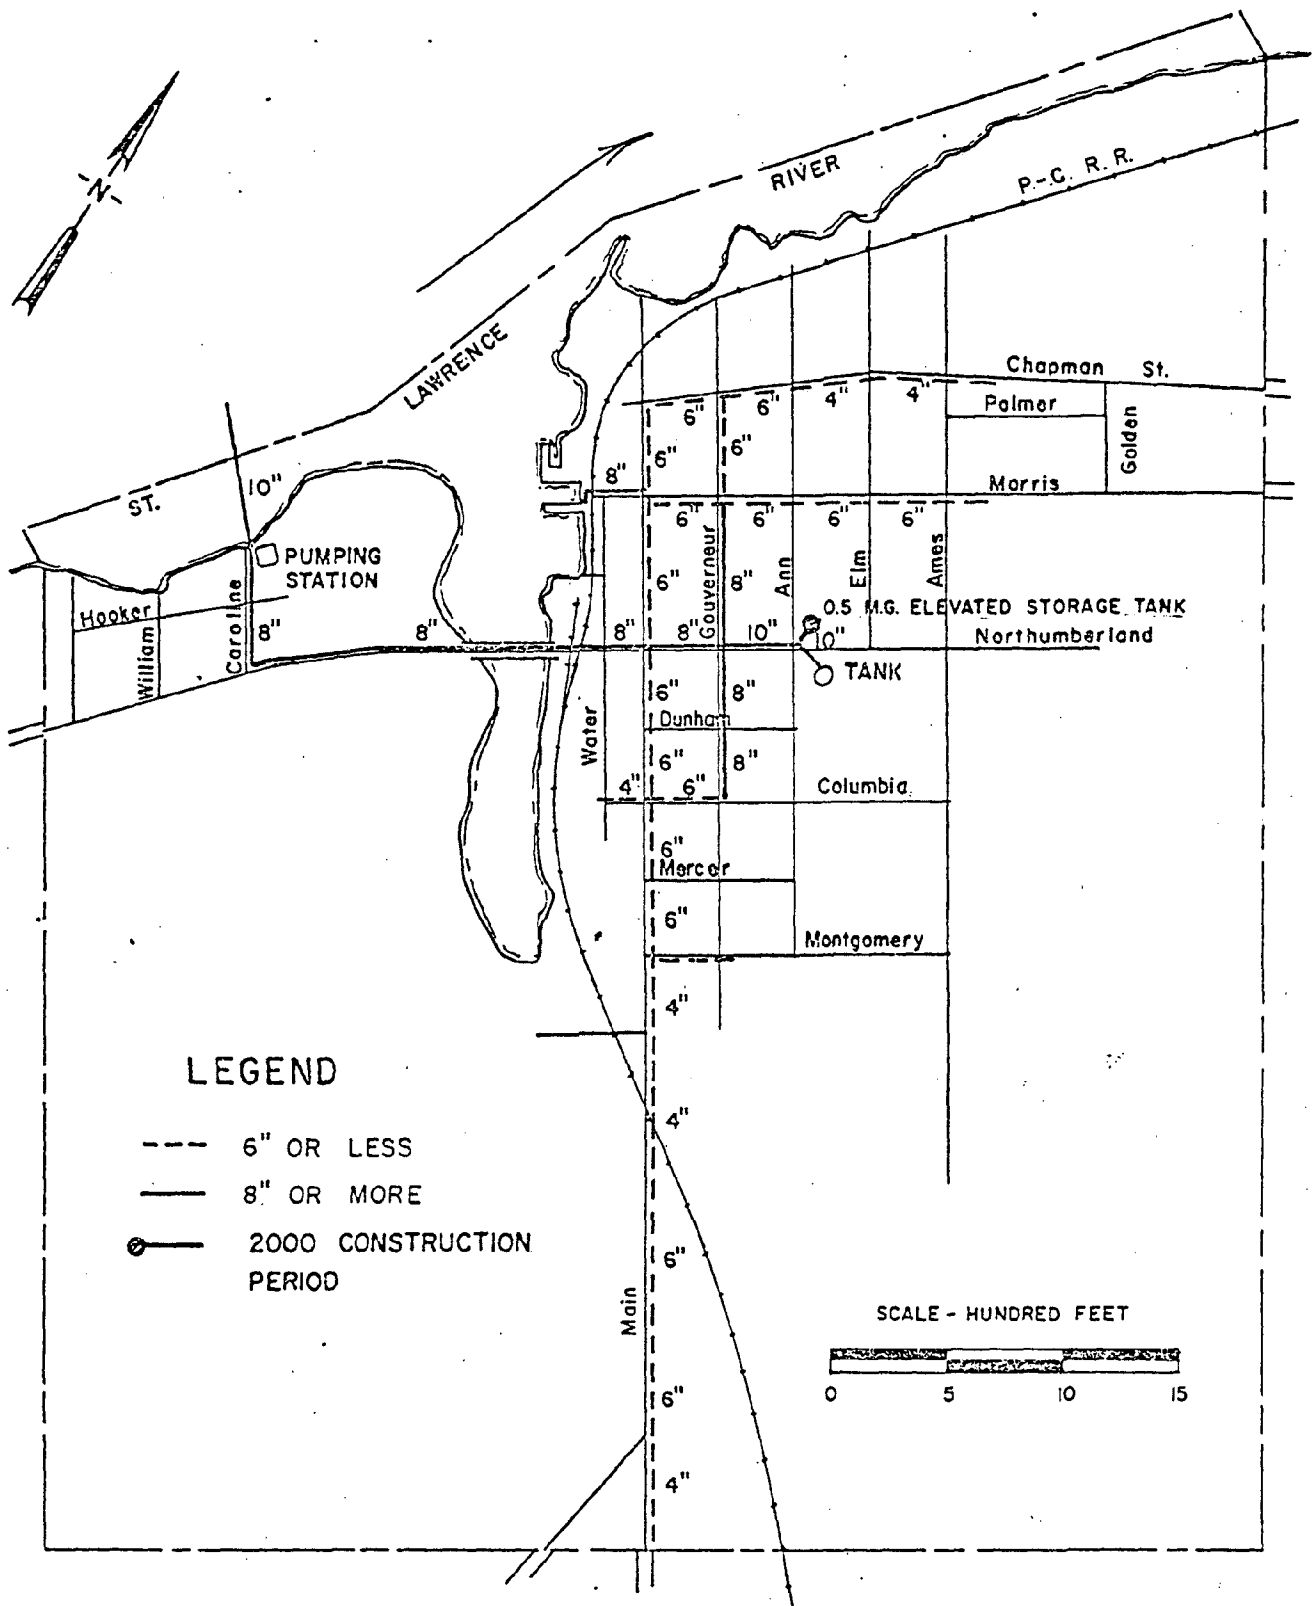 RIVER
P.-C. R. R.
-N-
LAWRENCE
Chapman St.
6" 6" 4" 4"
Palmer
Golden
6"
6"
8"
10"
Morris
ST.
6" 6" 6" 6"
PUMPING
STATION
6"
Gouverneur
8"
Ann
Elm
Ames
Hooker
William
Caroline
0.5 M.G. ELEVATED STORAGE TANK
8" 8" 8" 8" 10" 10"
Northumberland
TANK
6" 8"
Dunham
Water
6" 8"
4" 6"
Columbia
6"
Mercer
6"
Montgomery
4"
LEGEND
4"
6" OR LESS
8" OR MORE
2000 CONSTRUCTION
PERIOD
6"
Main
SCALE - HUNDRED FEET
0 5 10 15
6"
4"